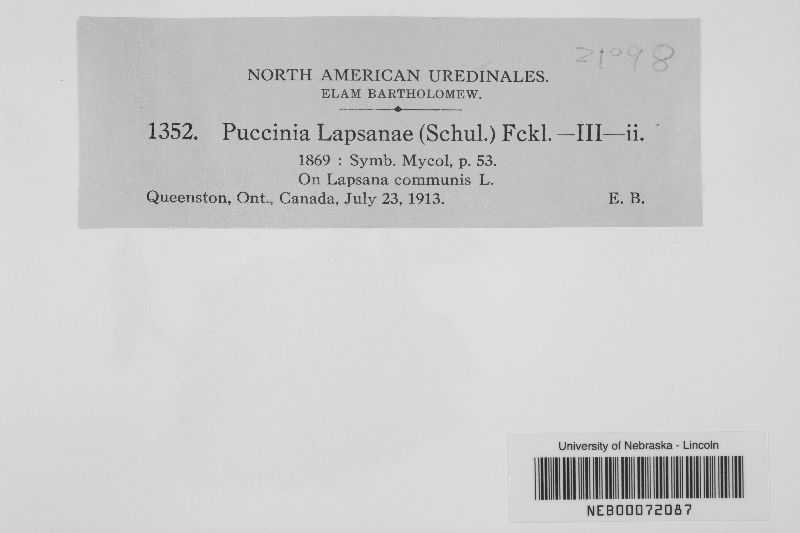 21098
NORTH AMERICAN UREDINALES.
ELAM BARTHOLOMEW.
1352. Puccinia Lapsanae (Schul.) Fckl. —III—ii.
1869 : Symb. Mycol, p. 53.
On Lapsana communis L.
Queenston, Ont., Canada, July 23, 1913. E. B.
University of Nebraska - Lincoln
NEB00072087